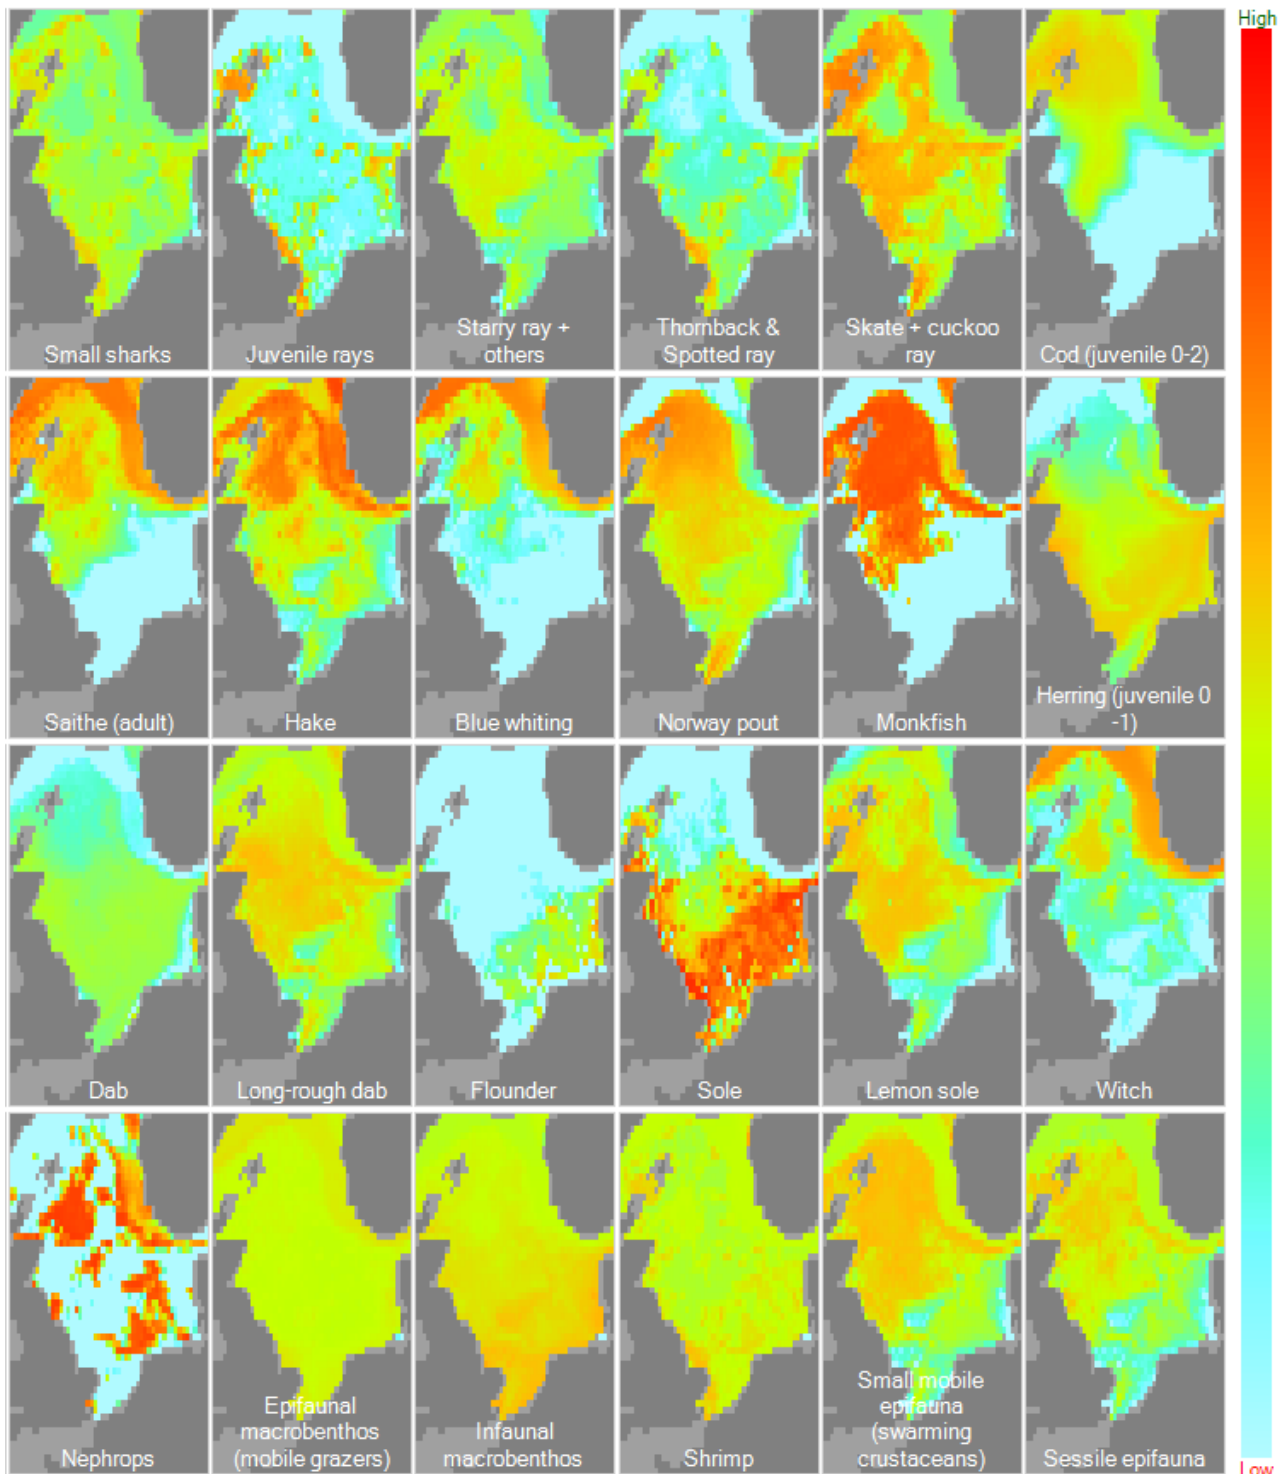 High
Small sharks
Juvenile rays
Starry ray +
others
Thornback &
Spotted ray
Skate + cuckoo
ray
Cod (juvenile 0-2)
Saithe (adult)
Hake
Blue whiting
Norway pout
Monkfish
Herring (juvenile 0
-1)
Dab
Long-rough dab
Flounder
Sole
Lemon sole
Witch
Nephrops
Epifaunal
macrobenthos
(mobile grazers)
Infaunal
macrobenthos
Shrimp
Small mobile
epifauna
(swarming
crustaceans)
Sessile epifauna
Low